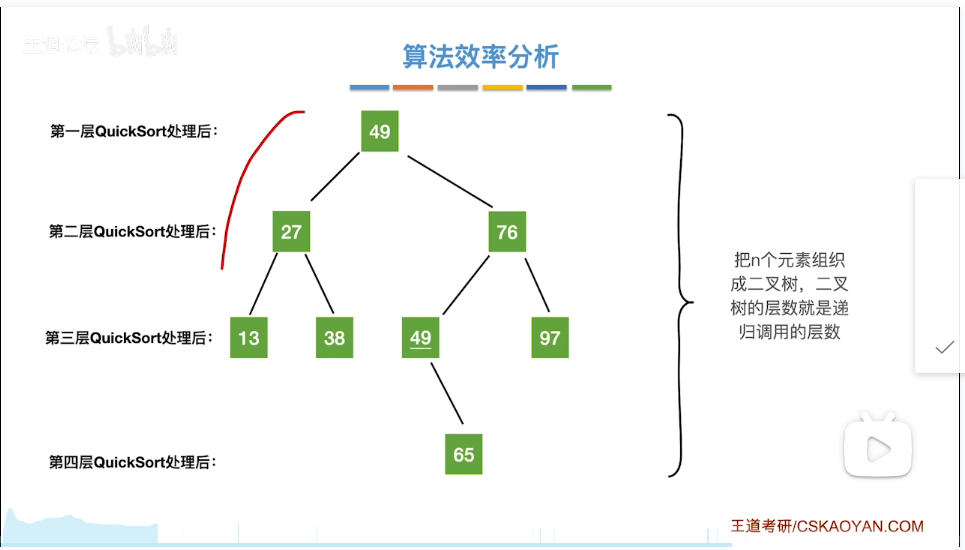 王道论坛 bilibili
算法效率分析
第一层QuickSort处理后：
49
第二层QuickSort处理后：
27
76
把n个元素组织
成二叉树，二叉
树的层数就是递
归调用的层数
第三层QuickSort处理后：
13
38
49
97
第四层QuickSort处理后：
65
王道考研/CSKAOYAN.COM